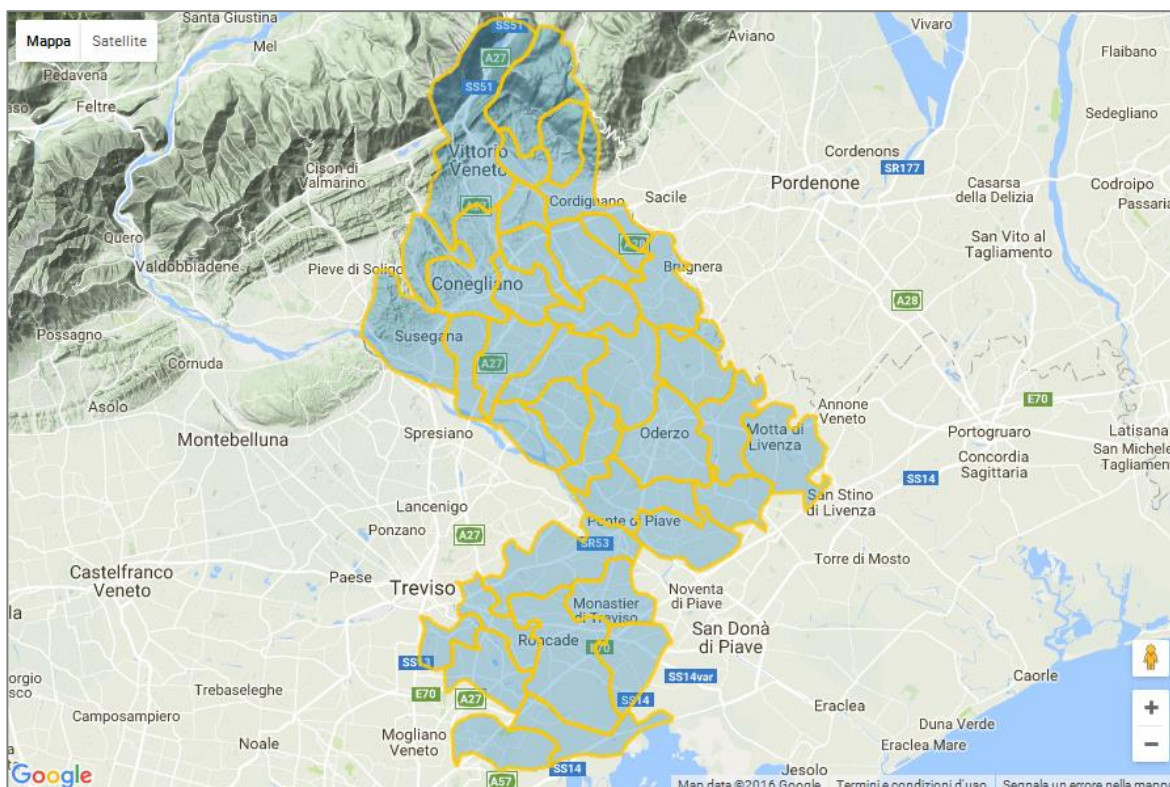 Mappa
Satellite
Santa Giustina
SS51
Vivaro
Mel
A27
Aviano
Flaibano
Pedavena
SS51
Feltre
Sedegliano
Cordenons
Vittorio
Veneto
Cison di
Valmarino
SR177
Pordenone
Casarsa
della Delizia
Codroipo
Sacile
Cordignano
Passaria
Quero
A28
San Vito al
Tagliamento
Valdobbiadene
Pieve di Soligo
Brugnera
Conegliano
A28
Possagno
Susegana
Cornuda
A27
Asolo
Annone
Veneto
E70
Montebelluna
Spresiano
Oderzo
Motta di
Livenza
Portogruaro
Latisana
Concordia
Sagittaria
San Michele
Tagliament
SS14
San Stino
di Livenza
Lancenigo
Ponzano
Ponte di Piave
A27
SR53
Torre di Mosto
Castelfranco
Veneto
Paese
Treviso
Noventa
di Piave
Monastier
di Treviso
San Donà
di Piave
Roncade
E70
Caorle
SS14var
Trebaseleghe
E70
A27
SS14
Eraclea
Camposampiero
Duna Verde
Mogliano
Veneto
Noale
Eraclea Mare
SS14
Jesolo
Google
A57
Map data ©2016 Google
Termini e condizioni d'uso
Segnala un errore nella mappa